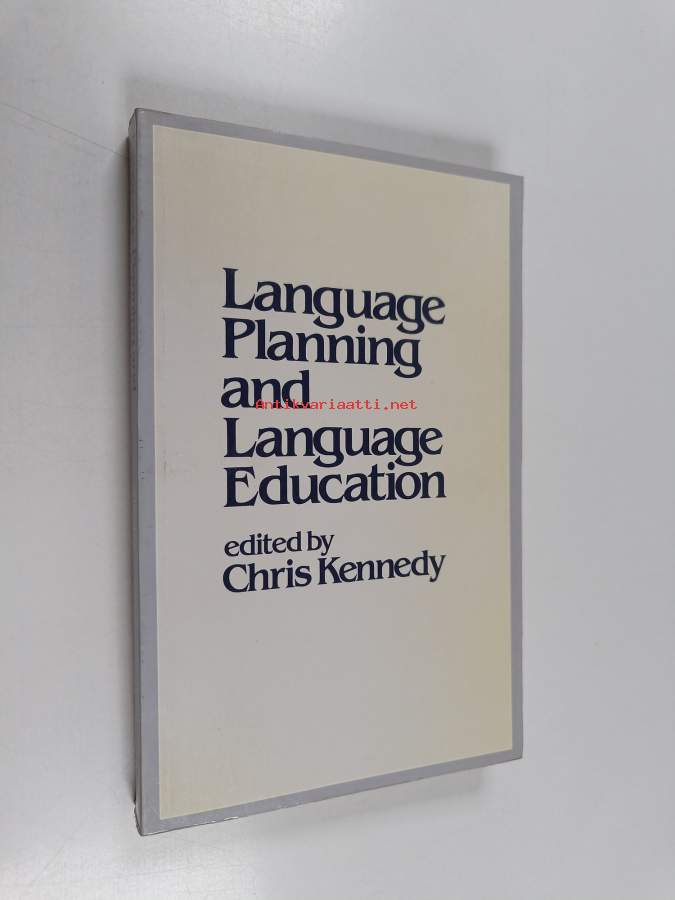 Language
Planning
and
Antikvariaatti.net
Language
Education
edited by
Chris Kennedy